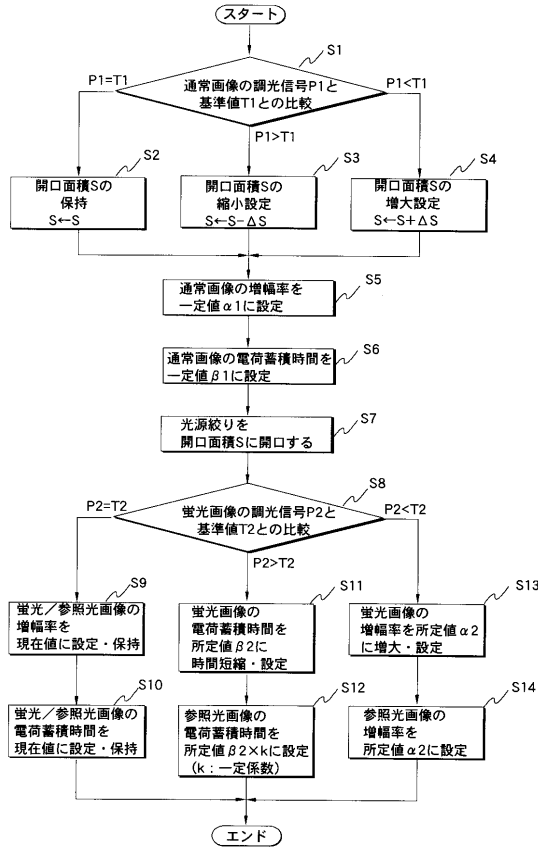 スタート
S1
通常画像の調光信号P1と
基準値T1との比較
P1=T1
P1<T1
P1>T1
S2
開口面積Sの
保持
S←S
S3
開口面積Sの
縮小設定
S←S-ΔS
S4
開口面積Sの
増大設定
S←S+ΔS
S5
通常画像の増幅率を
一定値α1に設定
S6
通常画像の電荷蓄積時間を
一定値β1に設定
S7
光源絞りを
開口面積Sに開口する
S8
蛍光画像の調光信号P2と
基準値T2との比較
P2=T2
P2<T2
P2>T2
S9
蛍光／参照光画像の
増幅率を
現在値に設定・保持
S11
蛍光画像の
電荷蓄積時間を
所定値β2に
時間短縮・設定
S13
蛍光画像の
増幅率を所定値α2
に増大・設定
S10
蛍光／参照光画像の
電荷蓄積時間を
現在値に設定・保持
S12
参照光画像の
電荷蓄積時間を
所定値β2×kに設定
(k：一定係数)
S14
参照光画像の
増幅率を
所定値α2に設定
エンド